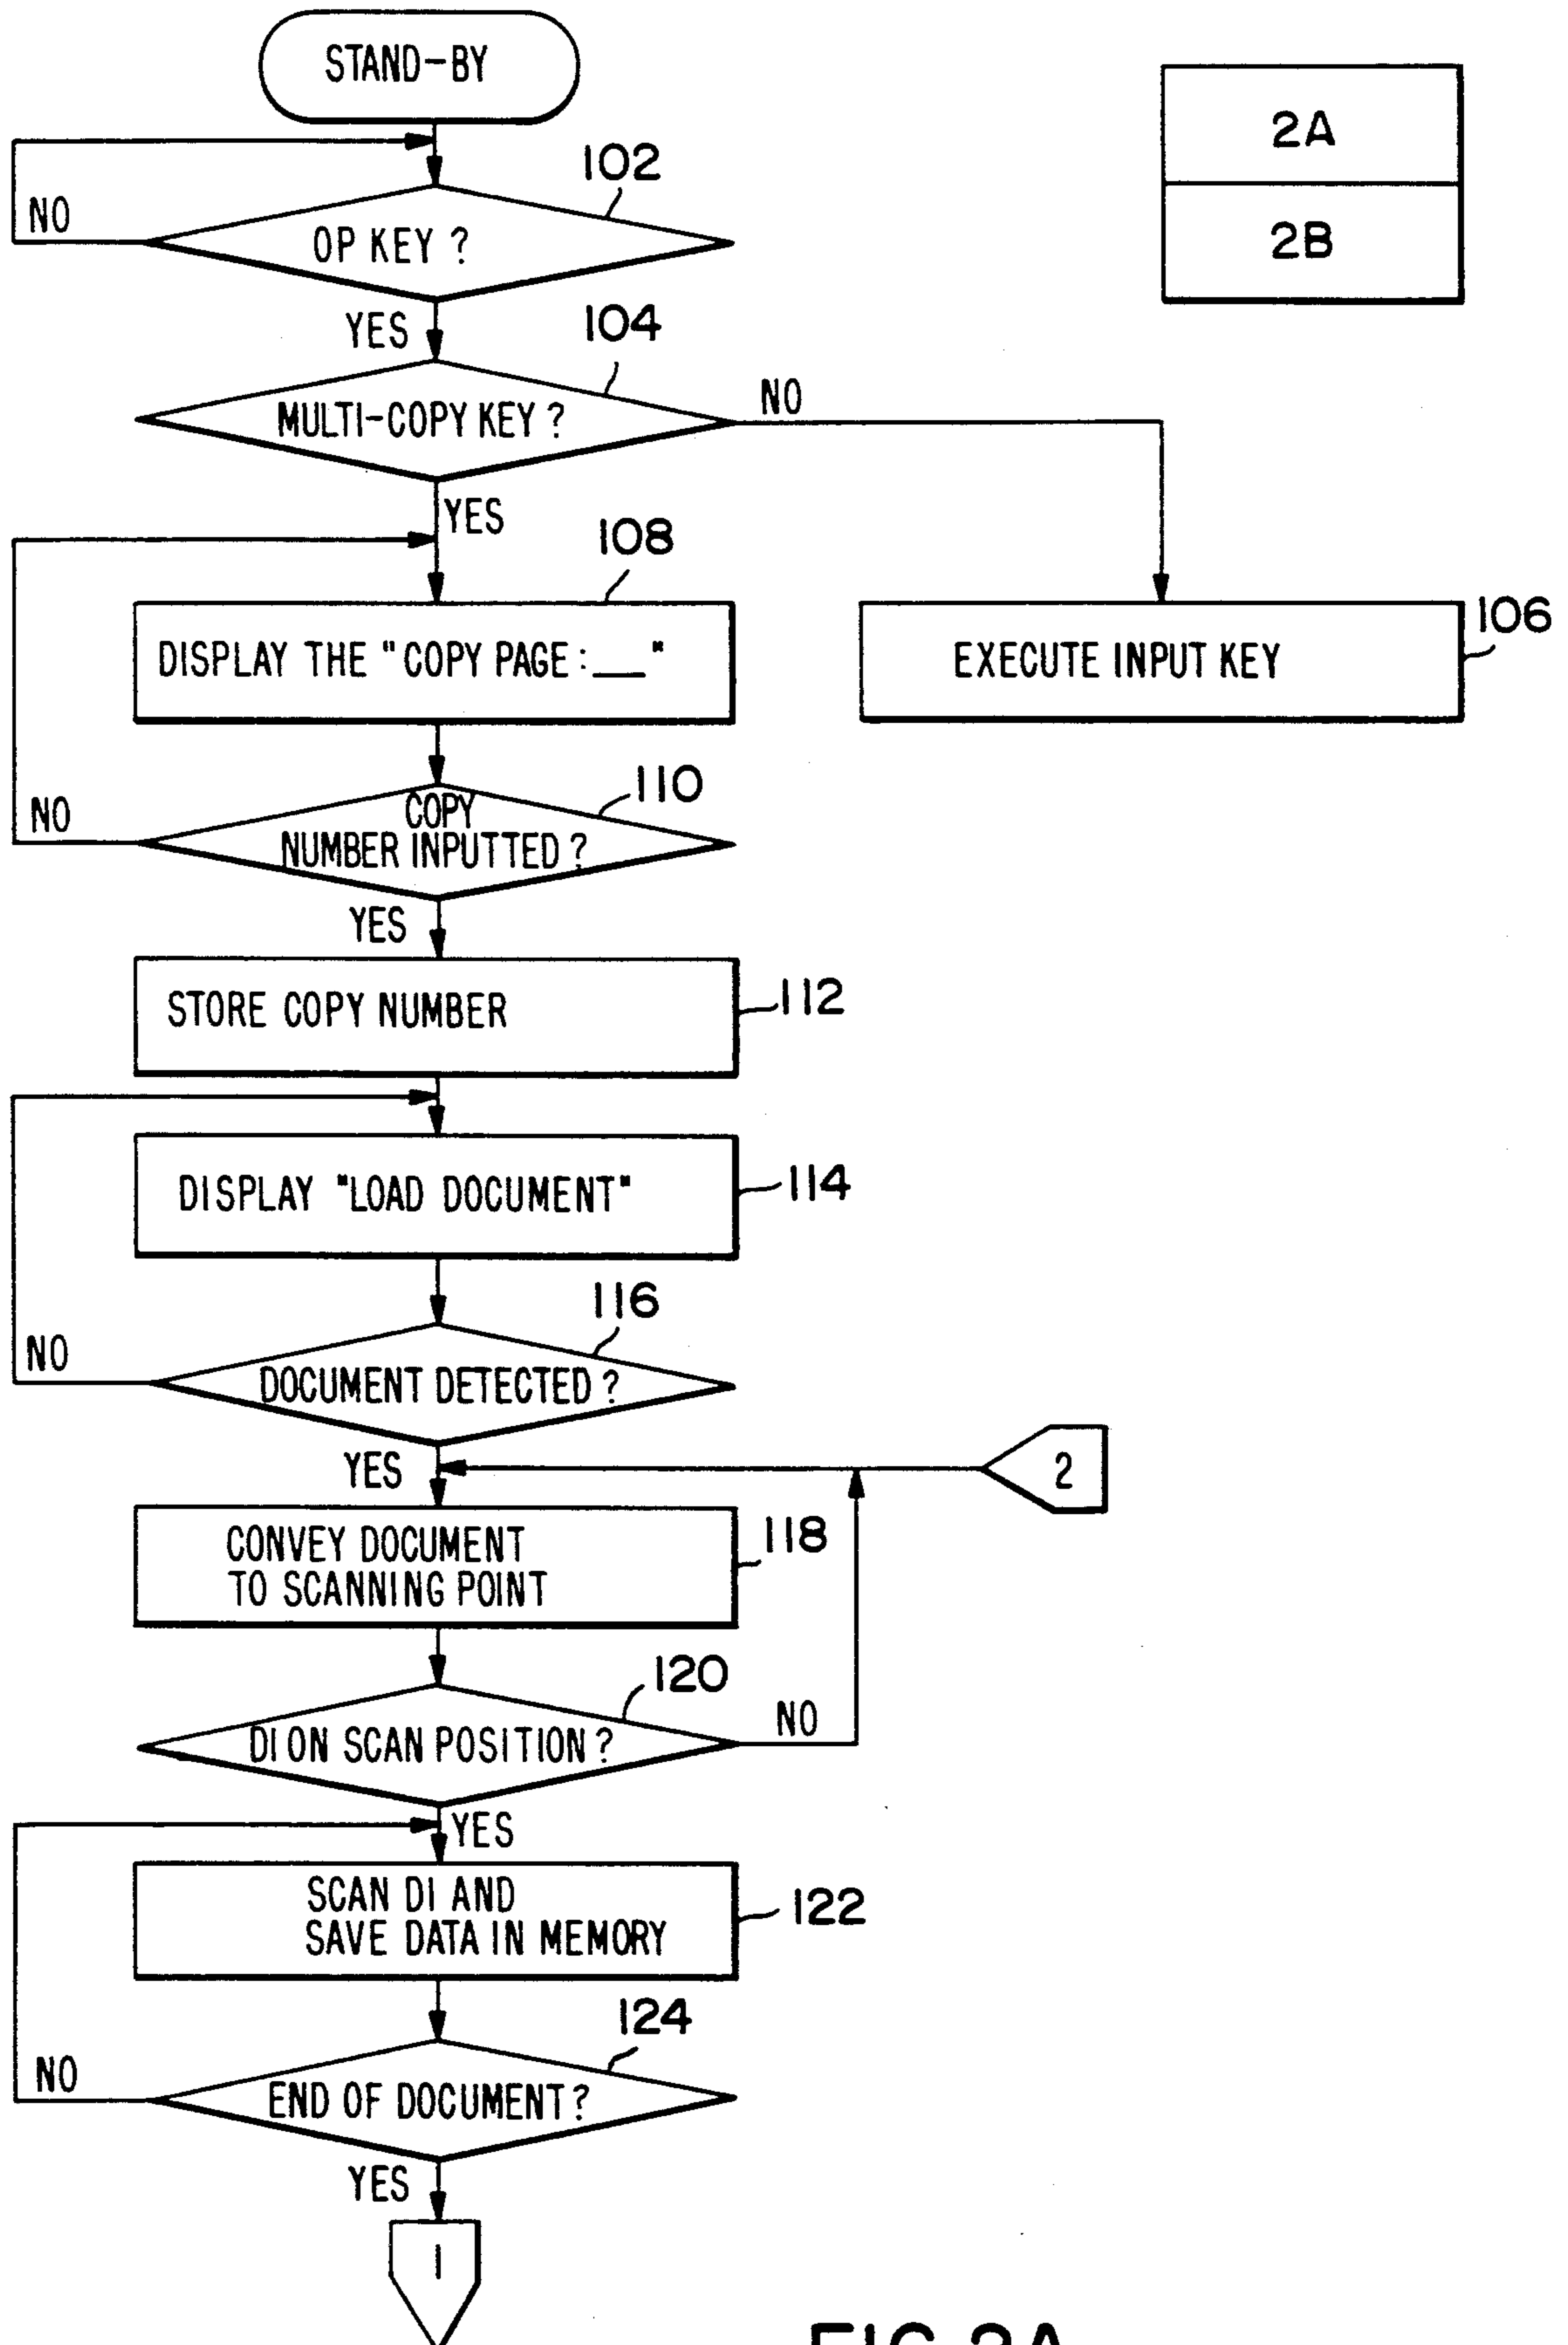 STAND-BY
2A
2B
102
NO
OP KEY ?
YES
104
MULTI-COPY KEY ?
NO
YES
108
DISPLAY THE "COPY PAGE :__"
EXECUTE INPUT KEY
106
110
NO
COPY
NUMBER INPUTTED ?
YES
STORE COPY NUMBER
112
DISPLAY "LOAD DOCUMENT"
114
116
NO
DOCUMENT DETECTED ?
YES
2
CONVEY DOCUMENT
TO SCANNING POINT
118
120
DI ON SCAN POSITION ?
NO
YES
SCAN DI AND
SAVE DATA IN MEMORY
122
124
NO
END OF DOCUMENT ?
YES
1
FIG.2A